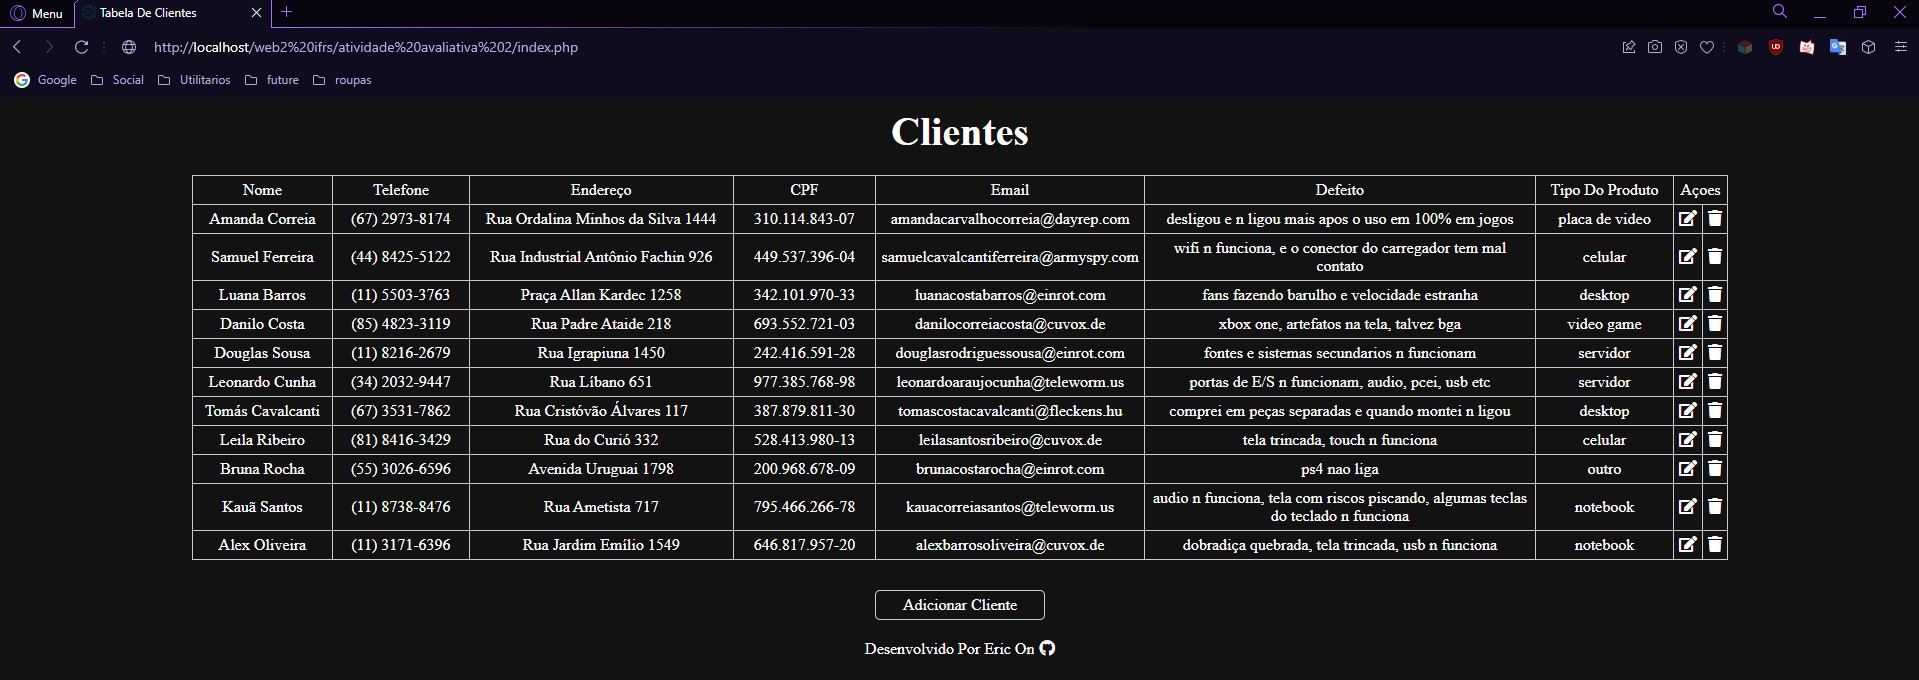 Menu
Tabela De Clientes
http://localhost/web2%20ifrs/atividade%20avaliativa%202/index.php
Google Social Utilitarios future roupas
Clientes
Nome Telefone Endereço CPF Email Defeito Tipo Do Produto Açoes
Amanda Correia (67) 2973-8174 Rua Ordalina Minhos da Silva 1444 310.114.843-07 amandacarvalhocorreia@dayrep.com desligou e n ligou mais apos o uso em 100% em jogos placa de video
Samuel Ferreira (44) 8425-5122 Rua Industrial Antônio Fachin 926 449.537.396-04 samuelcavalcantiferreira@armyspy.com wifi n funciona, e o conector do carregador tem mal
contato celular
Luana Barros (11) 5503-3763 Praça Allan Kardec 1258 342.101.970-33 luanacostabarros@einrot.com fans fazendo barulho e velocidade estranha desktop
Danilo Costa (85) 4823-3119 Rua Padre Ataide 218 693.552.721-03 danilocorreiacosta@cuvox.de xbox one, artefatos na tela, talvez bga video game
Douglas Sousa (11) 8216-2679 Rua Igrapiuna 1450 242.416.591-28 douglasrodriguessousa@einrot.com fontes e sistemas secundarios n funcionam servidor
Leonardo Cunha (34) 2032-9447 Rua Líbano 651 977.385.768-98 leonardoaraujocunha@teleworm.us portas de E/S n funcionam, audio, pcei, usb etc servidor
Tomás Cavalcanti (67) 3531-7862 Rua Cristóvão Álvares 117 387.879.811-30 tomascostacavalcanti@fleckens.hu comprei em peças separadas e quando montei n ligou desktop
Leila Ribeiro (81) 8416-3429 Rua do Curió 332 528.413.980-13 leilasantosribeiro@cuvox.de tela trincada, touch n funciona celular
Bruna Rocha (55) 3026-6596 Avenida Uruguai 1798 200.968.678-09 brunacostarocha@einrot.com ps4 nao liga outro
Kauã Santos (11) 8738-8476 Rua Ametista 717 795.466.266-78 kauacorreiasantos@teleworm.us audio n funciona, tela com riscos piscando, algumas teclas
do teclado n funciona notebook
Alex Oliveira (11) 3171-6396 Rua Jardim Emílio 1549 646.817.957-20 alexbarrosoliveira@cuvox.de dobradiça quebrada, tela trincada, usb n funciona notebook
Adicionar Cliente
Desenvolvido Por Eric On